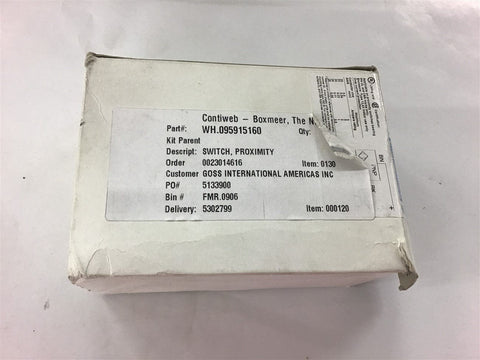 Contiweb – Boxmeer, The N
Part#: WH.095915160 Qty:
Kit Parent
Descript: SWITCH, PROXIMITY
Order 0023014616 Item: 0130
Customer GOSS INTERNATIONAL AMERICAS INC
PO# 5133900
Bin # FMR.0906
Delivery: 5302799 Item: 000120
BN